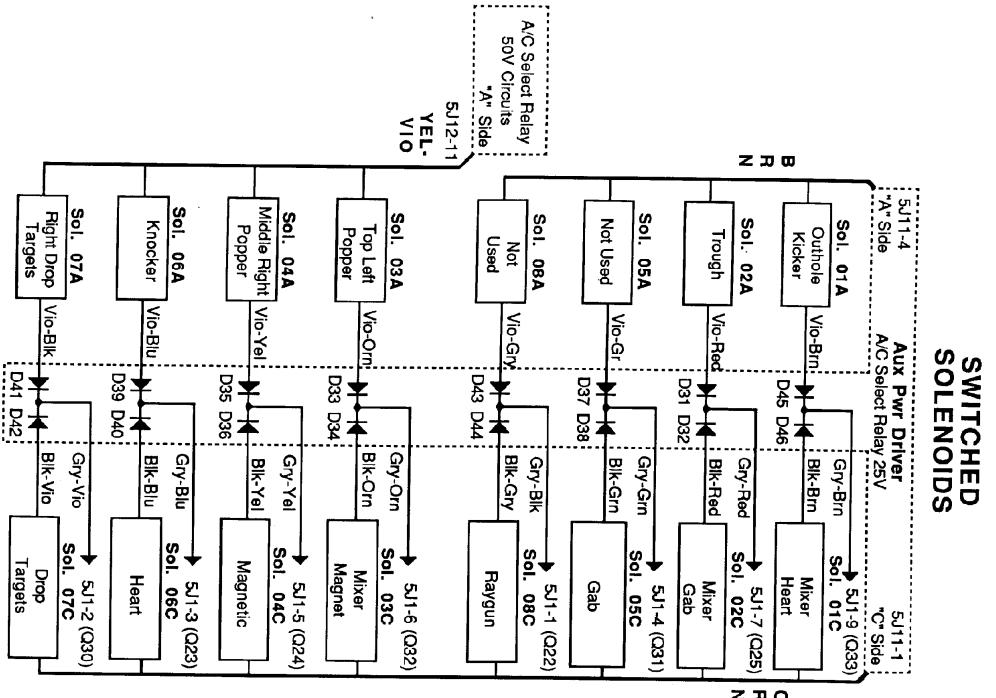 SWITCHED
SOLENOIDS
5J11-4
"A" Side
Aux Pwr Driver
A/C Select Relay 25V
5J11-1
"C" Side
B
R
N
Sol. 01A
Outhole
Kicker
Vio-Brn
D45 D46
Gry-Brn
Blk-Brn
5J1-9 (Q33)
Sol. 01C
Mixer
Heart
Sol. 02A
Trough
Vio-Red
D31 D32
Gry-Red
Blk-Red
5J1-7 (Q25)
Sol. 02C
Mixer
Gab
Sol. 05A
Not Used
Vio-Gr
D37 D38
Gry-Grn
Blk-Grn
5J1-4 (Q31)
Sol. 05C
Gab
Sol. 08A
Not
Used
Vio-Gry
D43 D44
Gry-Blk
Blk-Gry
5J1-1 (Q22)
Sol. 08C
Raygun
A/C Select Relay
50V Circuits
"A" Side
5J12-11
YEL-
VIO
Sol. 03A
Top Left
Popper
Vio-Orn
D33 D34
Gry-Orn
Blk-Orn
5J1-6 (Q32)
Sol. 03C
Mixer
Magnet
Sol. 04A
Middle Right
Popper
Vio-Yel
D35 D36
Gry-Yel
Blk-Yel
5J1-5 (Q24)
Sol. 04C
Magnetic
Sol. 06A
Knocker
Vio-Blu
D39 D40
Gry-Blu
Blk-Blu
5J1-3 (Q23)
Sol. 06C
Heart
Sol. 07A
Right Drop
Targets
Vio-Blk
D41 D42
Gry-Vio
Blk-Vio
5J1-2 (Q30)
Sol. 07C
Drop
Targets